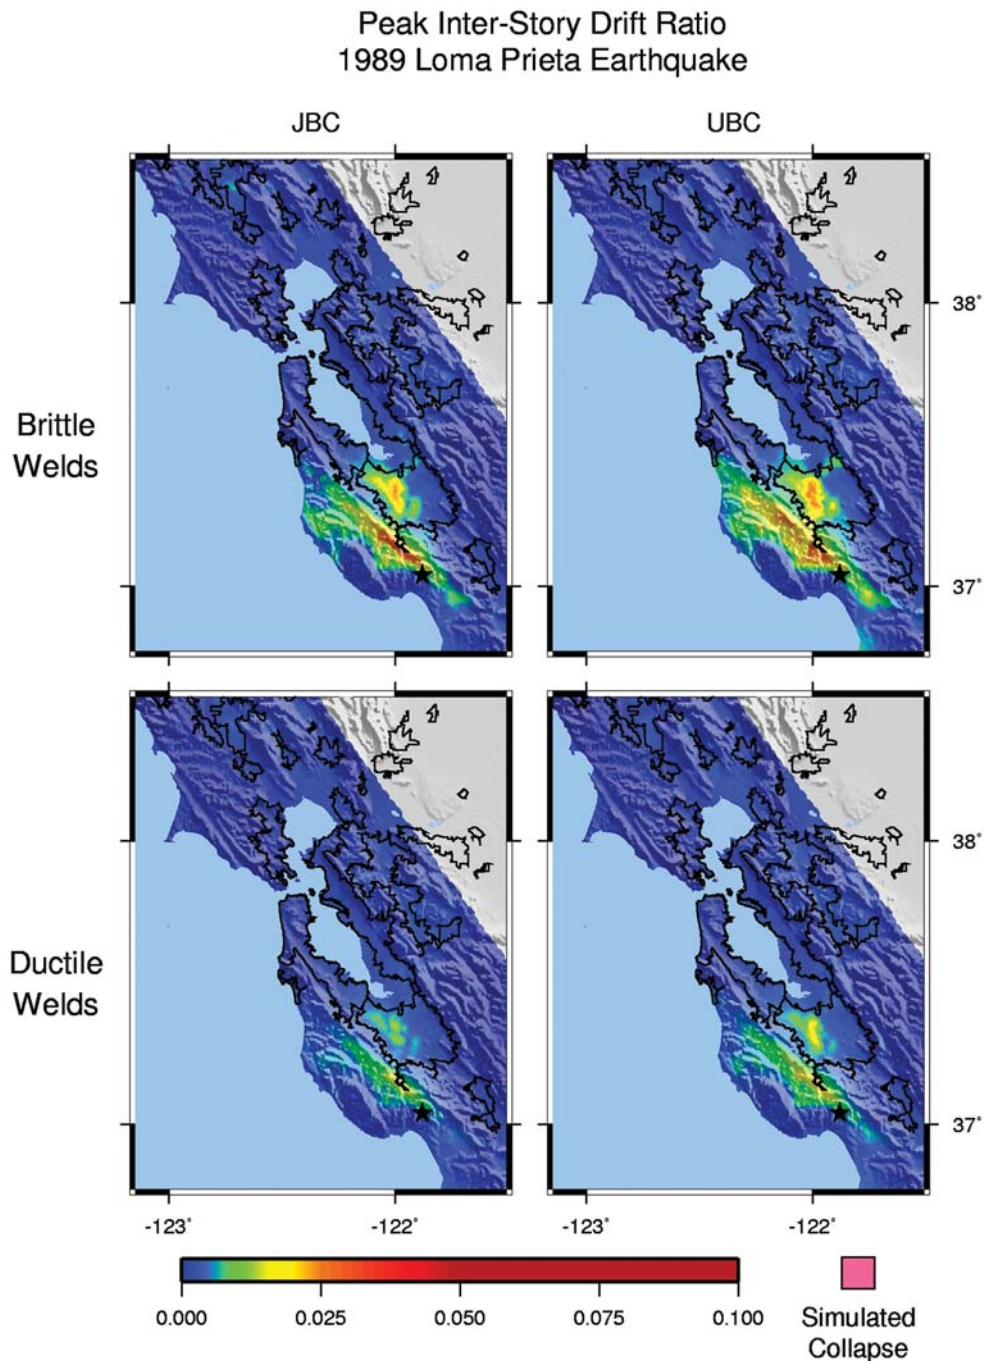 Peak Inter-Story Drift Ratio
1989 Loma Prieta Earthquake
JBC
UBC
Brittle
Welds
38˚
37˚
Ductile
Welds
38˚
37˚
-123˚
-122˚
-123˚
-122˚
0.000
0.025
0.050
0.075
0.100
Simulated
Collapse